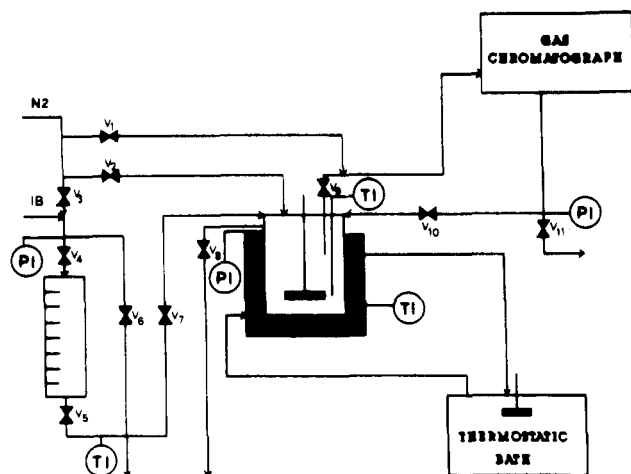 GAS
CHROMATOGRAPH
N2
V1
V2
V9
TI
IB
V3
PI
V10
V11
PI
V4
V8
PI
V6
V7
TI
V5
TI
THERMOSTATIC
BATH